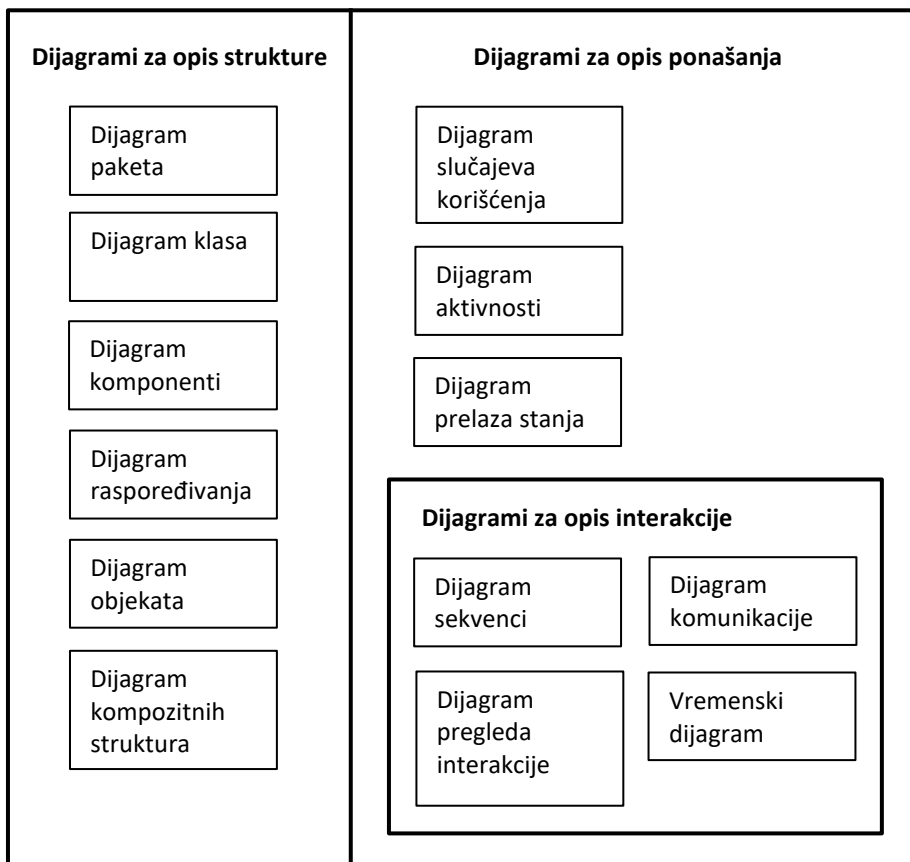 Dijagrami za opis strukture
Dijagram
paketa
Dijagram klasa
Dijagram
komponenti
Dijagram
raspoređivanja
Dijagram
objekata
Dijagram
kompozitnih
struktura
Dijagrami za opis ponašanja
Dijagram
slučajeva
korišćenja
Dijagram
aktivnosti
Dijagram
prelaza stanja
Dijagrami za opis interakcije
Dijagram
sekvenci
Dijagram
komunikacije
Dijagram
pregleda
interakcije
Vremenski
dijagram